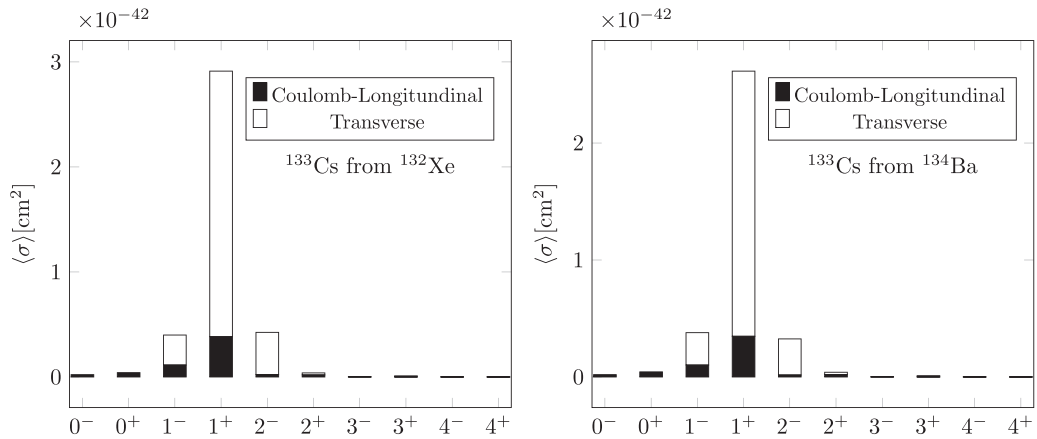 ×10⁻⁴²
3
2
1
0
⟨σ⟩[cm²]
Coulomb-Longitundinal
Transverse
¹³³Cs from ¹³²Xe
0⁻ 0⁺ 1⁻ 1⁺ 2⁻ 2⁺ 3⁻ 3⁺ 4⁻ 4⁺
×10⁻⁴²
2
1
0
⟨σ⟩[cm²]
Coulomb-Longitundinal
Transverse
¹³³Cs from ¹³⁴Ba
0⁻ 0⁺ 1⁻ 1⁺ 2⁻ 2⁺ 3⁻ 3⁺ 4⁻ 4⁺